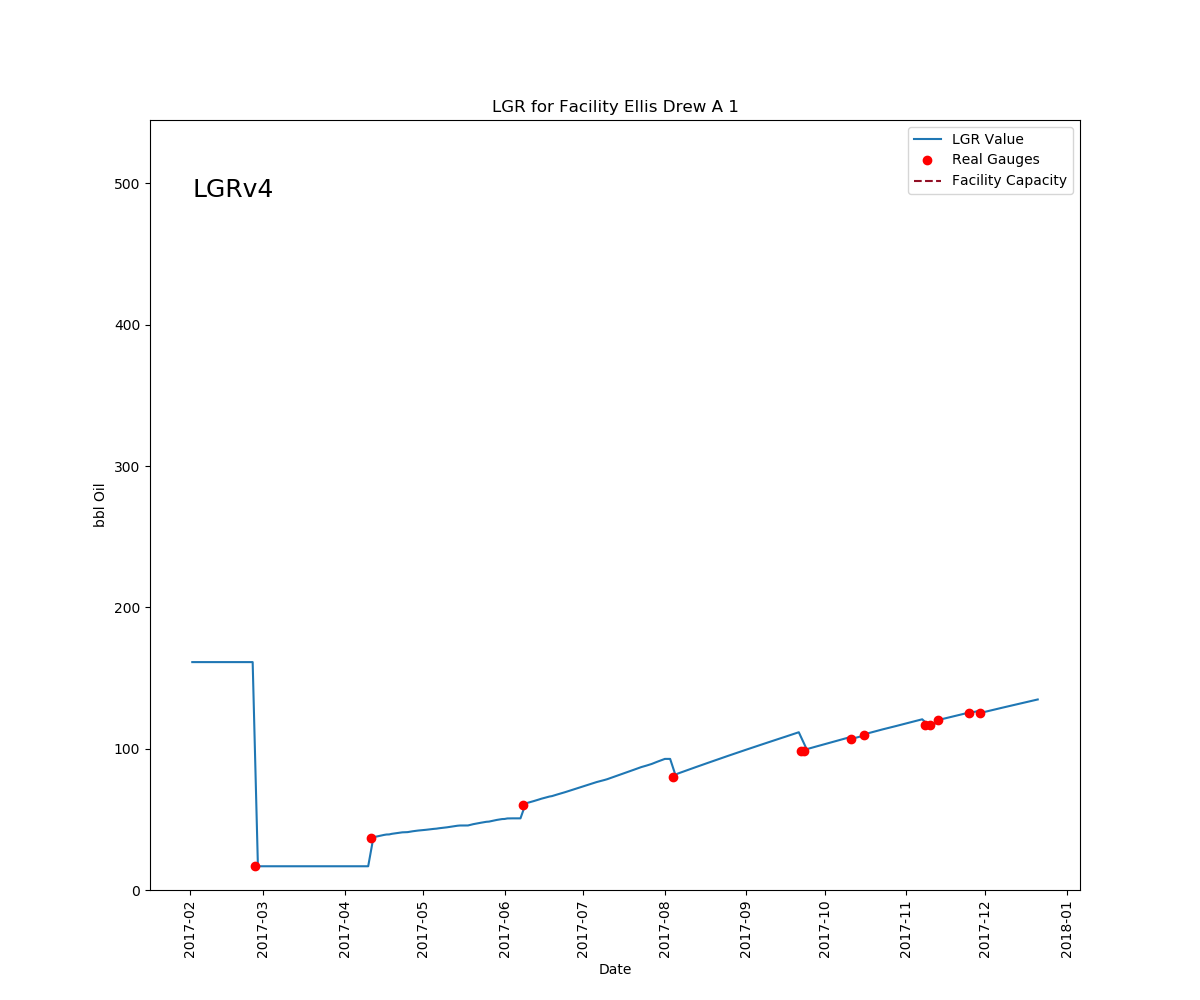 LGR for Facility Ellis Drew A 1
LGR Value
Real Gauges
Facility Capacity
LGRv4
500
400
300
200
100
0
bbl Oil
2017-02
2017-03
2017-04
2017-05
2017-06
2017-07
2017-08
2017-09
2017-10
2017-11
2017-12
2018-01
Date